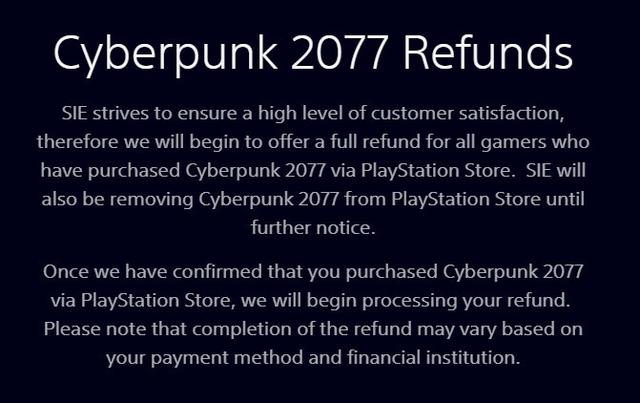 Cyberpunk 2077 Refunds
SIE strives to ensure a high level of customer satisfaction,
therefore we will begin to offer a full refund for all gamers who
have purchased Cyberpunk 2077 via PlayStation Store.  SIE will
also be removing Cyberpunk 2077 from PlayStation Store until
further notice.
Once we have confirmed that you purchased Cyberpunk 2077
via PlayStation Store, we will begin processing your refund.
Please note that completion of the refund may vary based on
your payment method and financial institution.